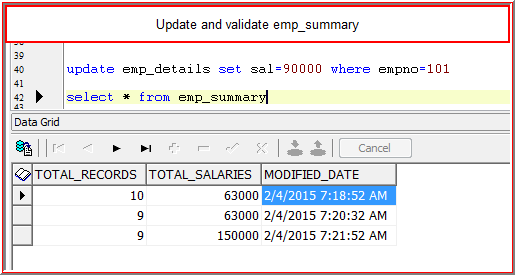 Update and validate emp_summary
39
40 update emp_details set sal=90000 where empno=101
41
42 select * from emp_summary
43
Data Grid
Cancel
TOTAL_RECORDS TOTAL_SALARIES MODIFIED_DATE
10 63000 2/4/2015 7:18:52 AM
9 63000 2/4/2015 7:20:32 AM
9 150000 2/4/2015 7:21:52 AM